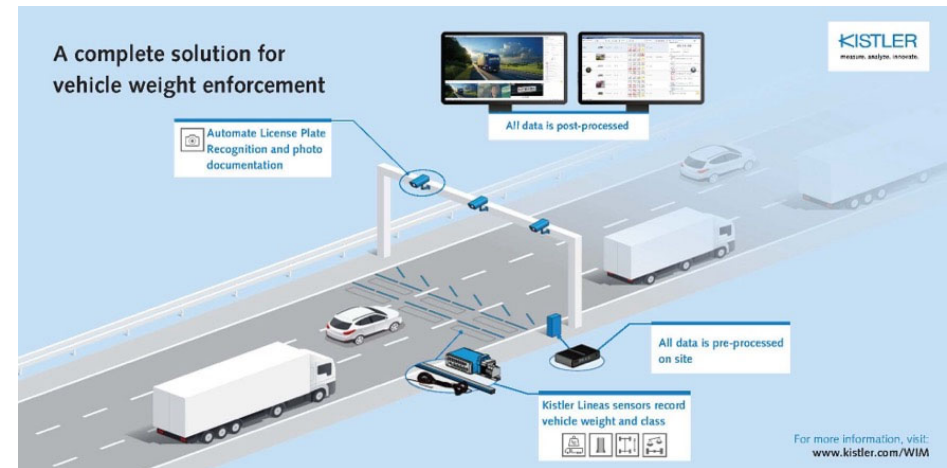 A complete solution for
vehicle weight enforcement
KISTLER
measure. analyze. innovate.
All data is post-processed
Automate License Plate
Recognition and photo
documentation
All data is pre-processed
on site
Kistler Lineas sensors record
vehicle weight and class
For more information, visit:
www.kistler.com/WIM